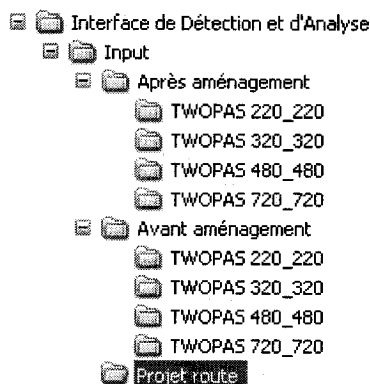 Interface de Détection et d'Analyse
Input
Après aménagement
TWOPAS 220_220
TWOPAS 320_320
TWOPAS 480_480
TWOPAS 720_720
Avant aménagement
TWOPAS 220_220
TWOPAS 320_320
TWOPAS 480_480
TWOPAS 720_720
Projet route